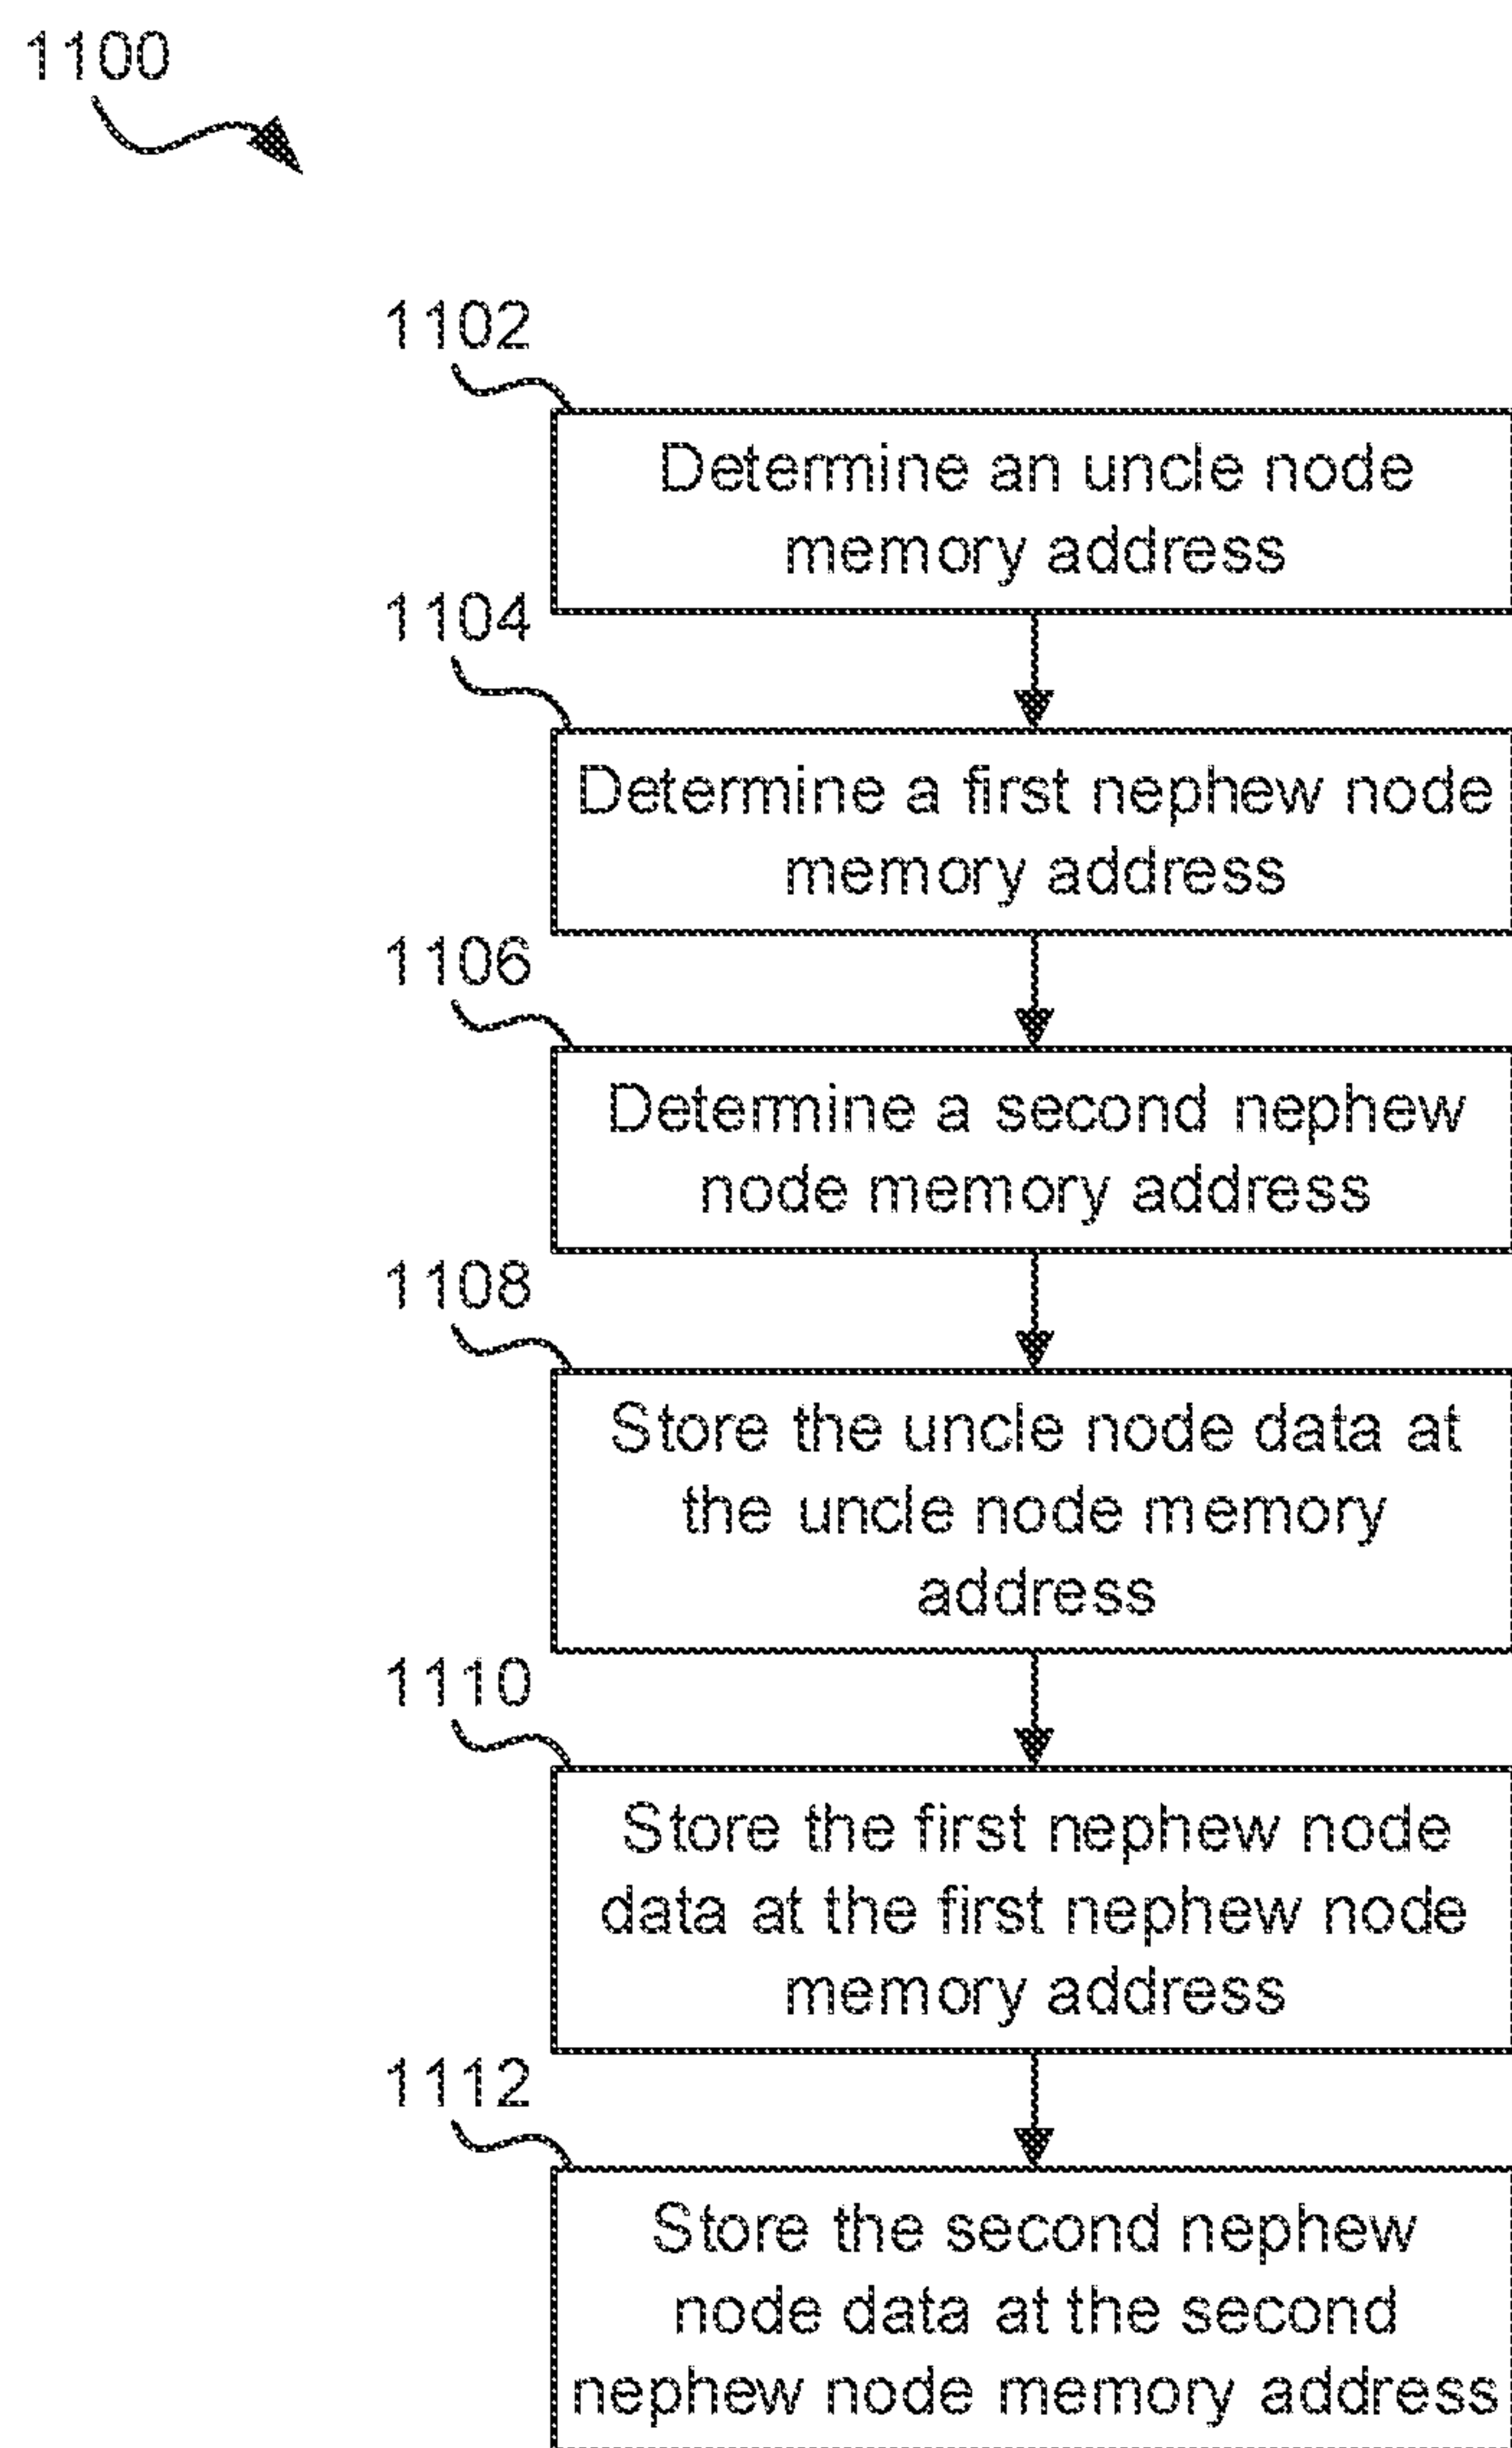 1100
1102
Determine an uncle node
memory address
1104
Determine a first nephew node
memory address
1106
Determine a second nephew
node memory address
1108
Store the uncle node data at
the uncle node memory
address
1110
Store the first nephew node
data at the first nephew node
memory address
1112
Store the second nephew
node data at the second
nephew node memory address